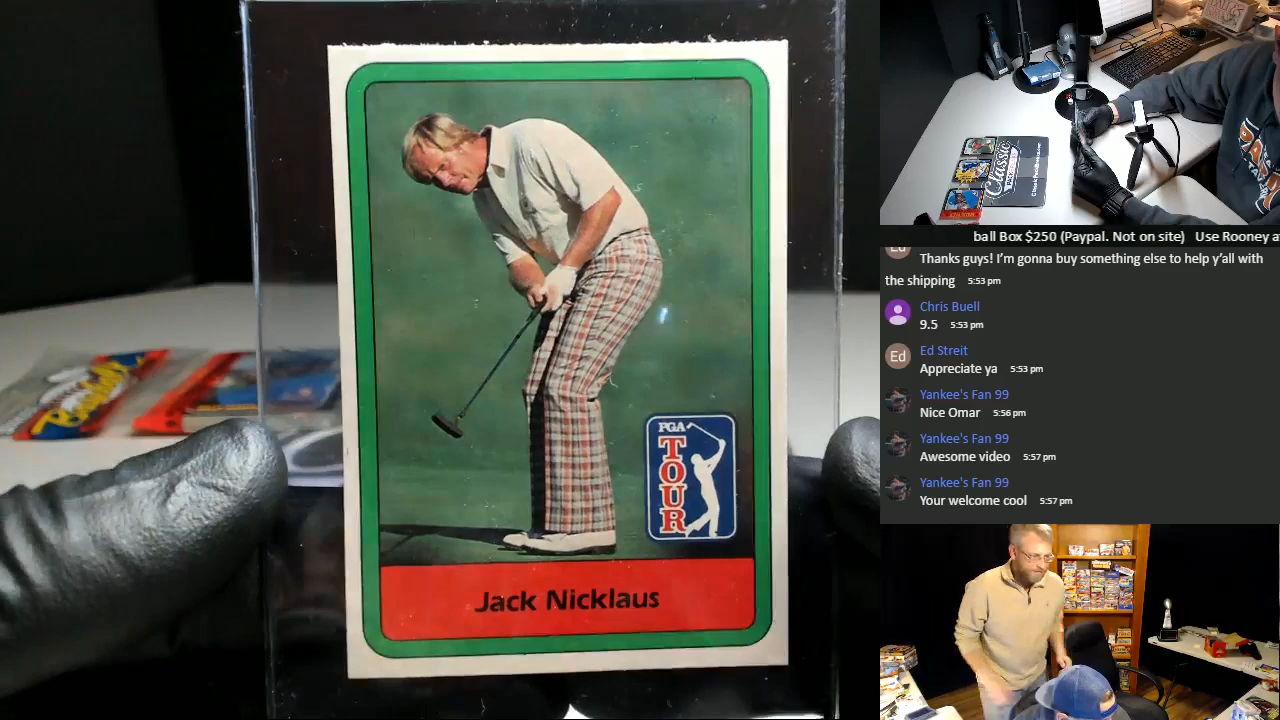 PGA
TOUR
Jack Nicklaus
Classic
ball Box $250 (Paypal. Not on site) Use Rooney a
Ed
Thanks guys! I'm gonna buy something else to help y'all with
the shipping 5:53 pm
Chris Buell
9.5 5:53 pm
Ed
Ed Streit
Appreciate ya 5:53 pm
Yankee's Fan 99
Nice Omar 5:56 pm
Yankee's Fan 99
Awesome video 5:57 pm
Yankee's Fan 99
Your welcome cool 5:57 pm